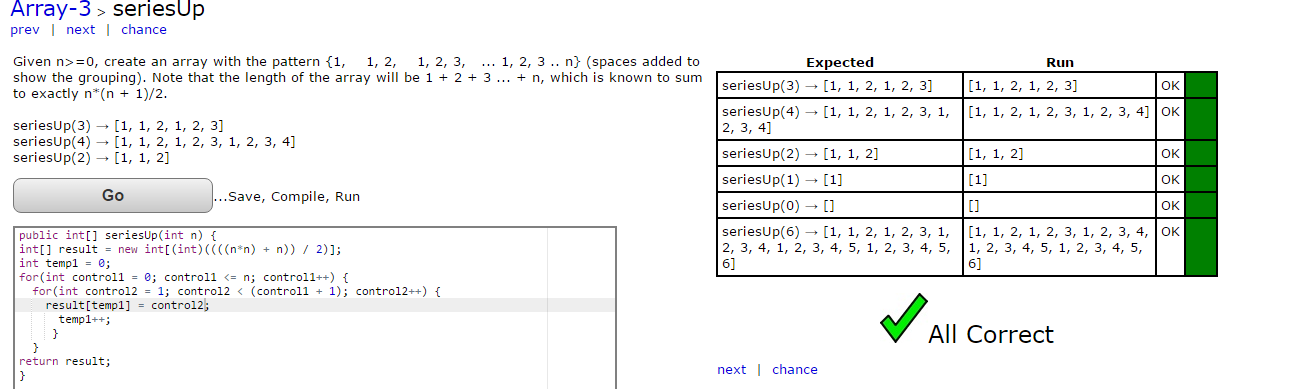 Array-3 > seriesUp
prev | next | chance
Given n>=0, create an array with the pattern {1,    1, 2,    1, 2, 3,   ... 1, 2, 3 .. n} (spaces added to
show the grouping). Note that the length of the array will be 1 + 2 + 3 ... + n, which is known to sum
to exactly n*(n + 1)/2.
seriesUp(3) → [1, 1, 2, 1, 2, 3]
seriesUp(4) → [1, 1, 2, 1, 2, 3, 1, 2, 3, 4]
seriesUp(2) → [1, 1, 2]
Go ...Save, Compile, Run
public int[] seriesUp(int n) {
int[] result = new int[(int)((((n*n) + n)) / 2)];
int temp1 = 0;
for(int control1 = 0; control1 <= n; control1++) {
  for(int control2 = 1; control2 < (control1 + 1); control2++) {
    result[temp1] = control2;
      temp1++;
     }
  }
return result;
}
Expected Run
seriesUp(3) → [1, 1, 2, 1, 2, 3] [1, 1, 2, 1, 2, 3] OK
seriesUp(4) → [1, 1, 2, 1, 2, 3, 1, [1, 1, 2, 1, 2, 3, 1, 2, 3, 4] OK
2, 3, 4]
seriesUp(2) → [1, 1, 2] [1, 1, 2] OK
seriesUp(1) → [1] [1] OK
seriesUp(0) → [] [] OK
seriesUp(6) → [1, 1, 2, 1, 2, 3, 1, [1, 1, 2, 1, 2, 3, 1, 2, 3, 4, OK
2, 3, 4, 1, 2, 3, 4, 5, 1, 2, 3, 4, 5, 1, 2, 3, 4, 5, 1, 2, 3, 4, 5,
6] 6]
All Correct
next | chance